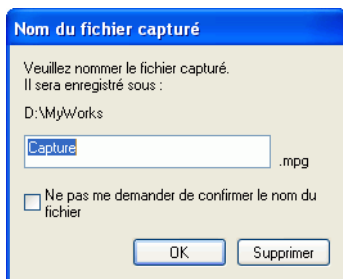 Nom du fichier capturé
Veuillez nommer le fichier capturé.
Il sera enregistré sous :
D:\MyWorks
Capture
.mpg
Ne pas me demander de confirmer le nom du
fichier
OK
Supprimer